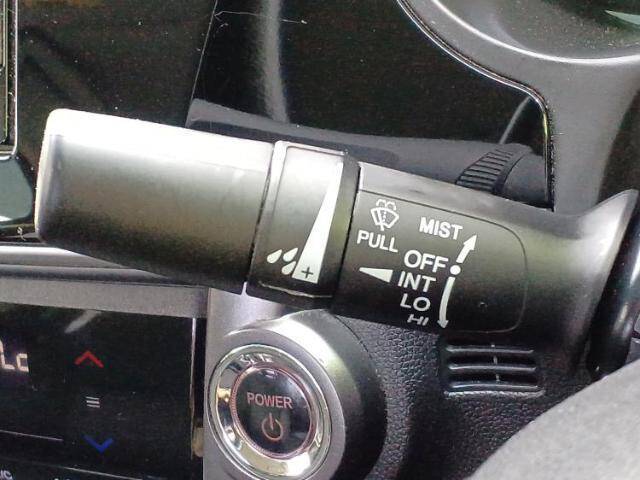 MIST
PULL
OFF
INT
LO
HI
+
POWER